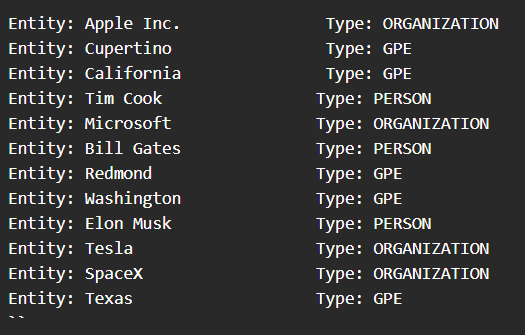 Entity: Apple Inc.               Type: ORGANIZATION
Entity: Cupertino                Type: GPE
Entity: California               Type: GPE
Entity: Tim Cook                Type: PERSON
Entity: Microsoft               Type: ORGANIZATION
Entity: Bill Gates              Type: PERSON
Entity: Redmond                 Type: GPE
Entity: Washington              Type: GPE
Entity: Elon Musk               Type: PERSON
Entity: Tesla                   Type: ORGANIZATION
Entity: SpaceX                  Type: ORGANIZATION
Entity: Texas                   Type: GPE
``